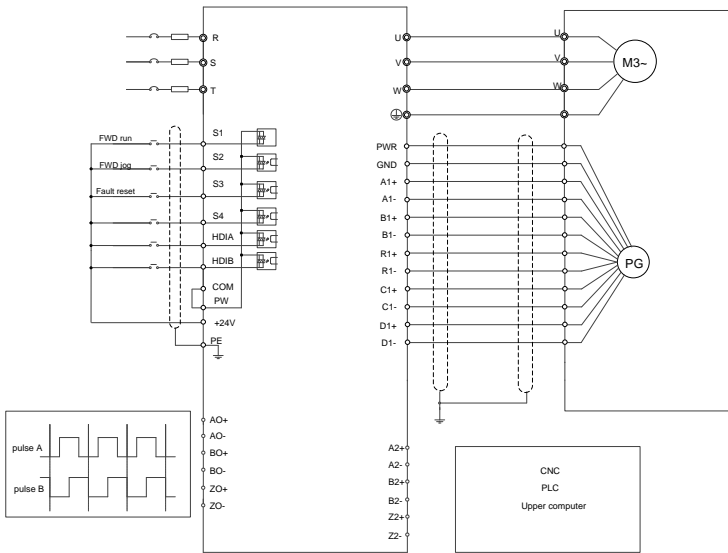 R
S
T
FWD run
FWD jog
Fault reset
S1
S2
S3
S4
HDIA
HDIB
COM
PW
+24V
PE
U
V
W
U
V
W
M3~
PWR
GND
A1+
A1-
B1+
B1-
R1+
R1-
C1+
C1-
D1+
D1-
PG
pulse A
pulse B
AO+
AO-
BO+
BO-
ZO+
ZO-
A2+
A2-
B2+
B2-
Z2+
Z2-
CNC
PLC
Upper computer